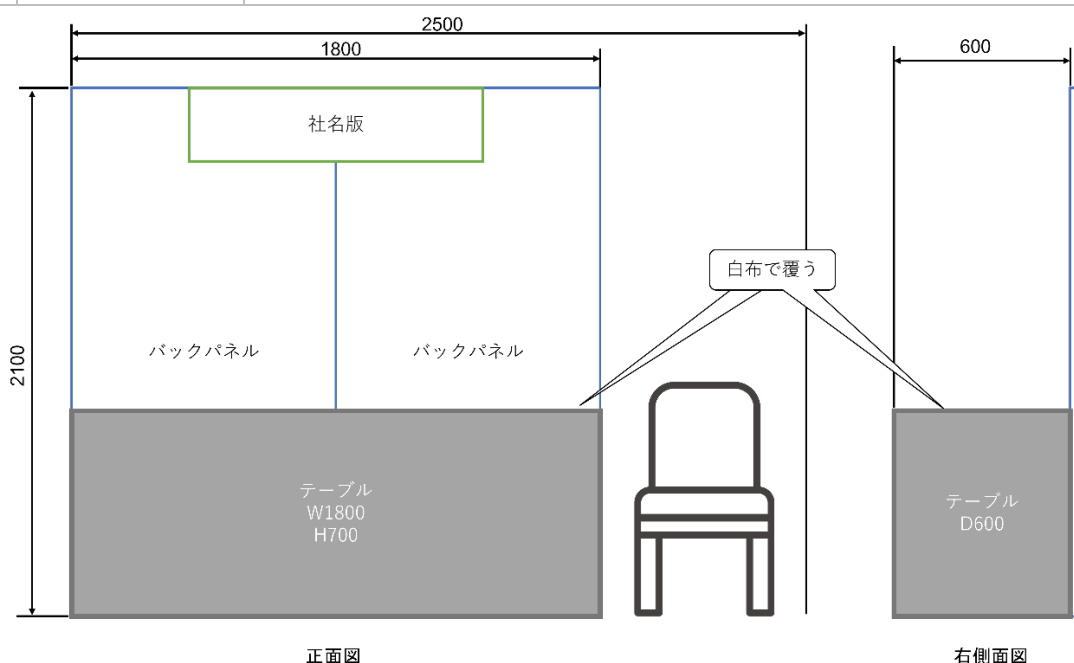 2500
1800
600
社名版
白布で覆う
2100
バックパネル
バックパネル
テーブル
W1800
H700
テーブル
D600
正面図
右側面図